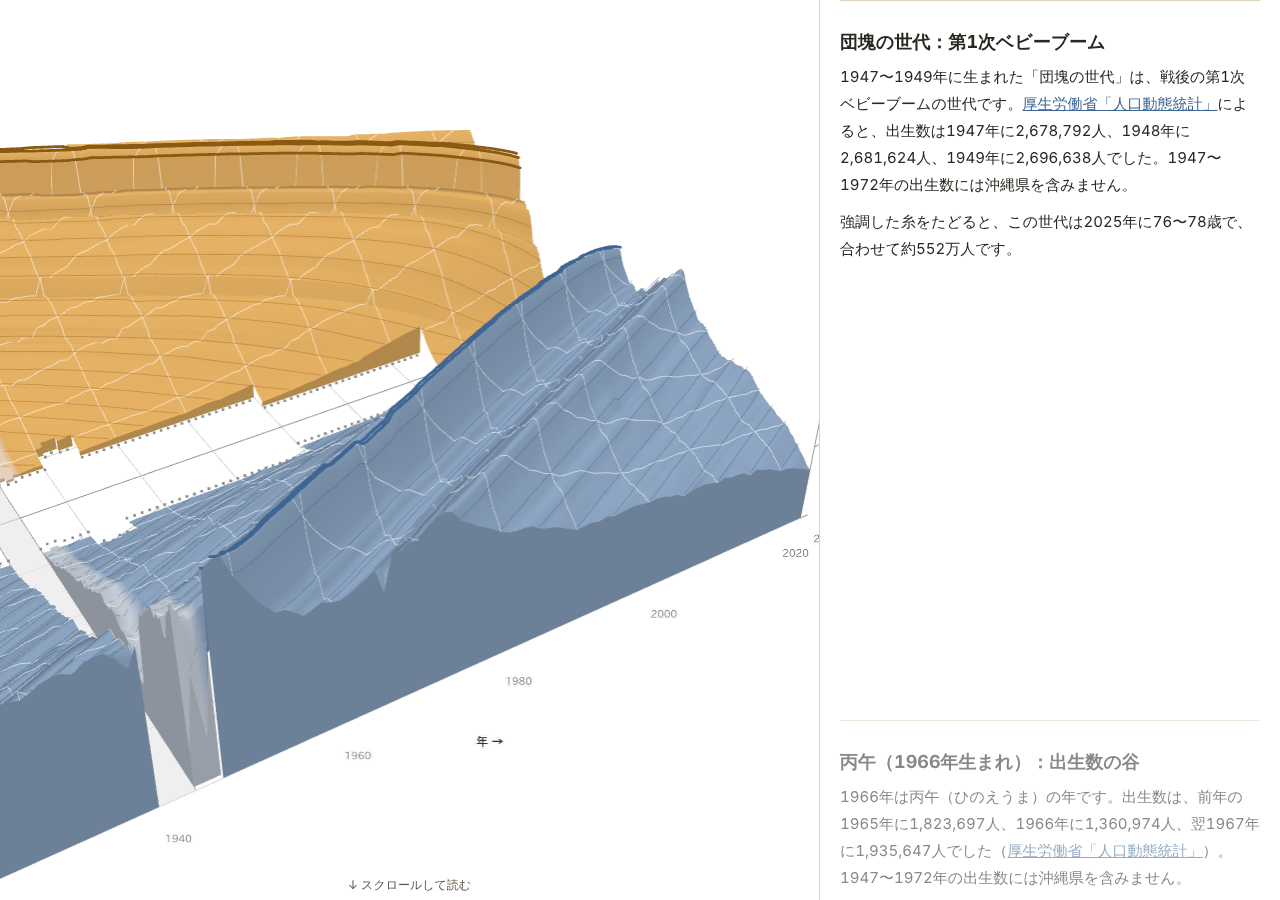 団塊の世代：第1次ベビーブーム
1947〜1949年に生まれた「団塊の世代」は、戦後の第1次
ベビーブームの世代です。厚生労働省「人口動態統計」によ
ると、出生数は1947年に2,678,792人、1948年に
2,681,624人、1949年に2,696,638人でした。1947〜
1972年の出生数には沖縄県を含みません。
強調した糸をたどると、この世代は2025年に76〜78歳で、
合わせて約552万人です。
2020
2000
1980
年 →
1960
1940
↓ スクロールして読む
丙午（1966年生まれ）：出生数の谷
1966年は丙午（ひのえうま）の年です。出生数は、前年の
1965年に1,823,697人、1966年に1,360,974人、翌1967年
に1,935,647人でした（厚生労働省「人口動態統計」）。
1947〜1972年の出生数には沖縄県を含みません。